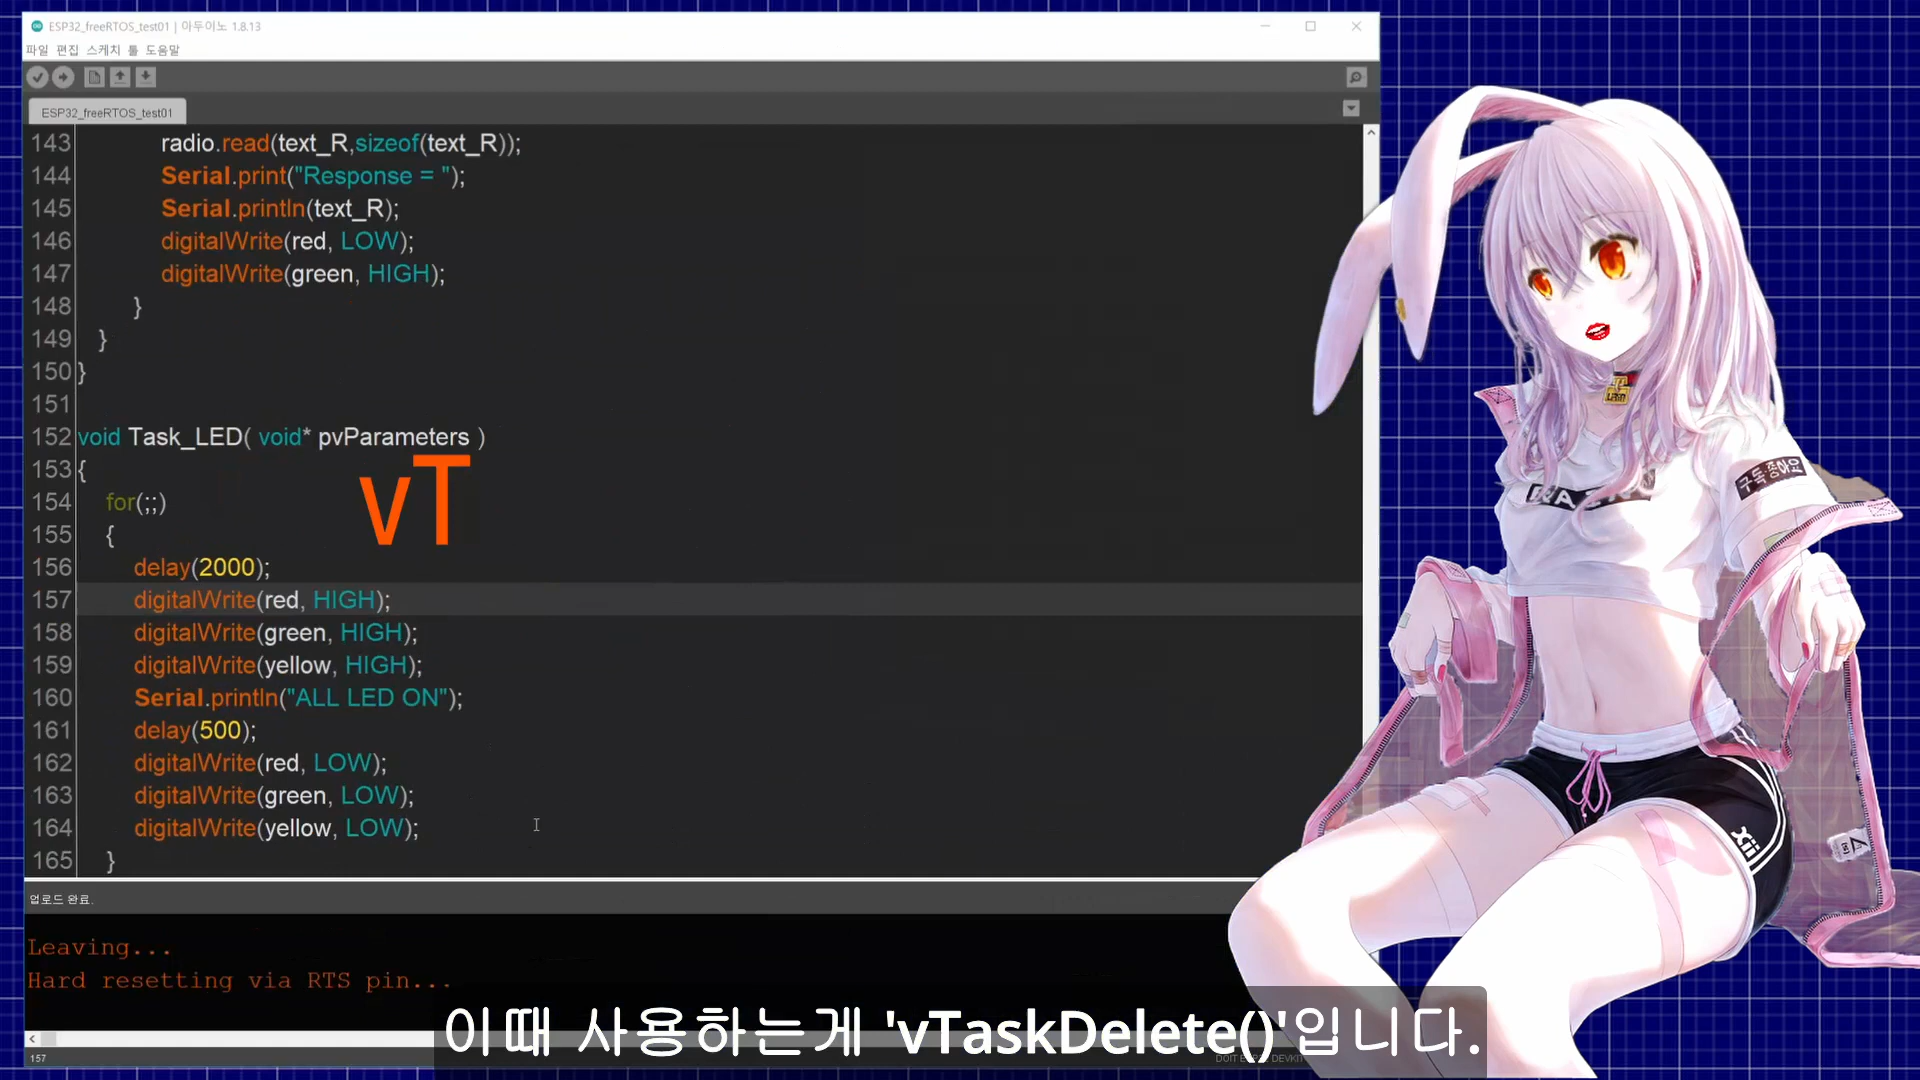 ESP32_freeRTOS_test01 | 아두이노 1.8.13
파일 편집 스케치 툴 도움말
ESP32_freeRTOS_test01
143 radio.read(text_R,sizeof(text_R));
144 Serial.print("Response = ");
145 Serial.println(text_R);
146 digitalWrite(red, LOW);
147 digitalWrite(green, HIGH);
148 }
149 }
150 }
151
152 void Task_LED( void* pvParameters )
153 {
vT
154 for(;;)
155 {
156 delay(2000);
157 digitalWrite(red, HIGH);
158 digitalWrite(green, HIGH);
159 digitalWrite(yellow, HIGH);
160 Serial.println("ALL LED ON");
161 delay(500);
162 digitalWrite(red, LOW);
163 digitalWrite(green, LOW);
164 digitalWrite(yellow, LOW);
165 }
구독좋아요
xii
업로드 완료.
Leaving...
Hard resetting via RTS pin...
이때 사용하는게 'vTaskDelete()'입니다.
157